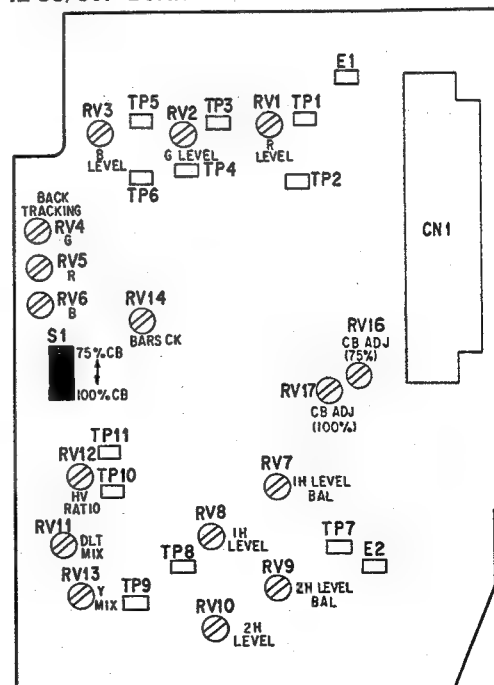 E1
RV3
TP5
RV2
TP3
RV1
TP1
B
LEVEL
G LEVEL
R
LEVEL
TP4
TP6
TP2
BACK
TRACKING
RV4
G
CN1
RV5
R
RV6
B
RV14
BARS CK
S1
75%CB
100%CB
RV16
CB ADJ
(75%)
RV17
CB ADJ
(100%)
TP11
RV12
TP10
HV
RATIO
RV7
1H LEVEL
BAL
RV11
DLT
MIX
RV8
1H
LEVEL
TP7
E2
TP8
RV9
2H LEVEL
BAL
RV13
Y
MIX
TP9
RV10
2H
LEVEL